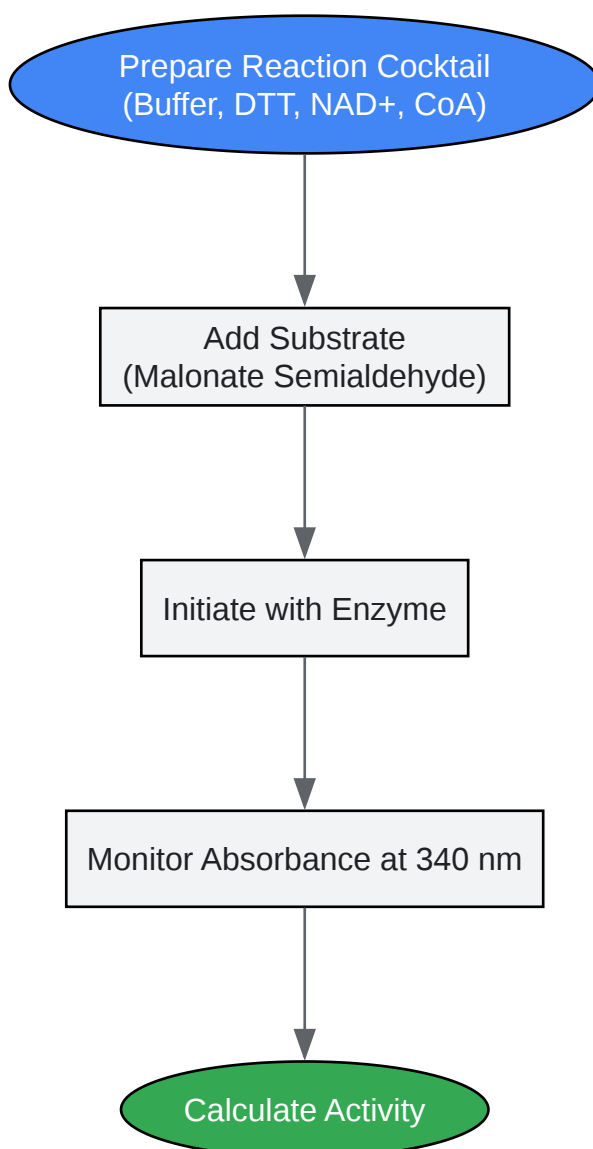 Prepare Reaction Cocktail
(Buffer, DTT, NAD+, CoA)
Add Substrate
(Malonate Semialdehyde)
Initiate with Enzyme
Monitor Absorbance at 340 nm
Calculate Activity